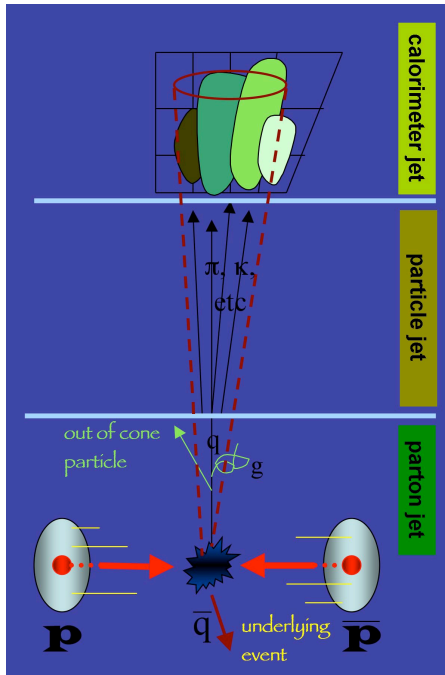 calorimeter jet
π, κ,
etc
particle jet
out of cone
particle
q
g
parton jet
p
q̅
p̅
underlying
event